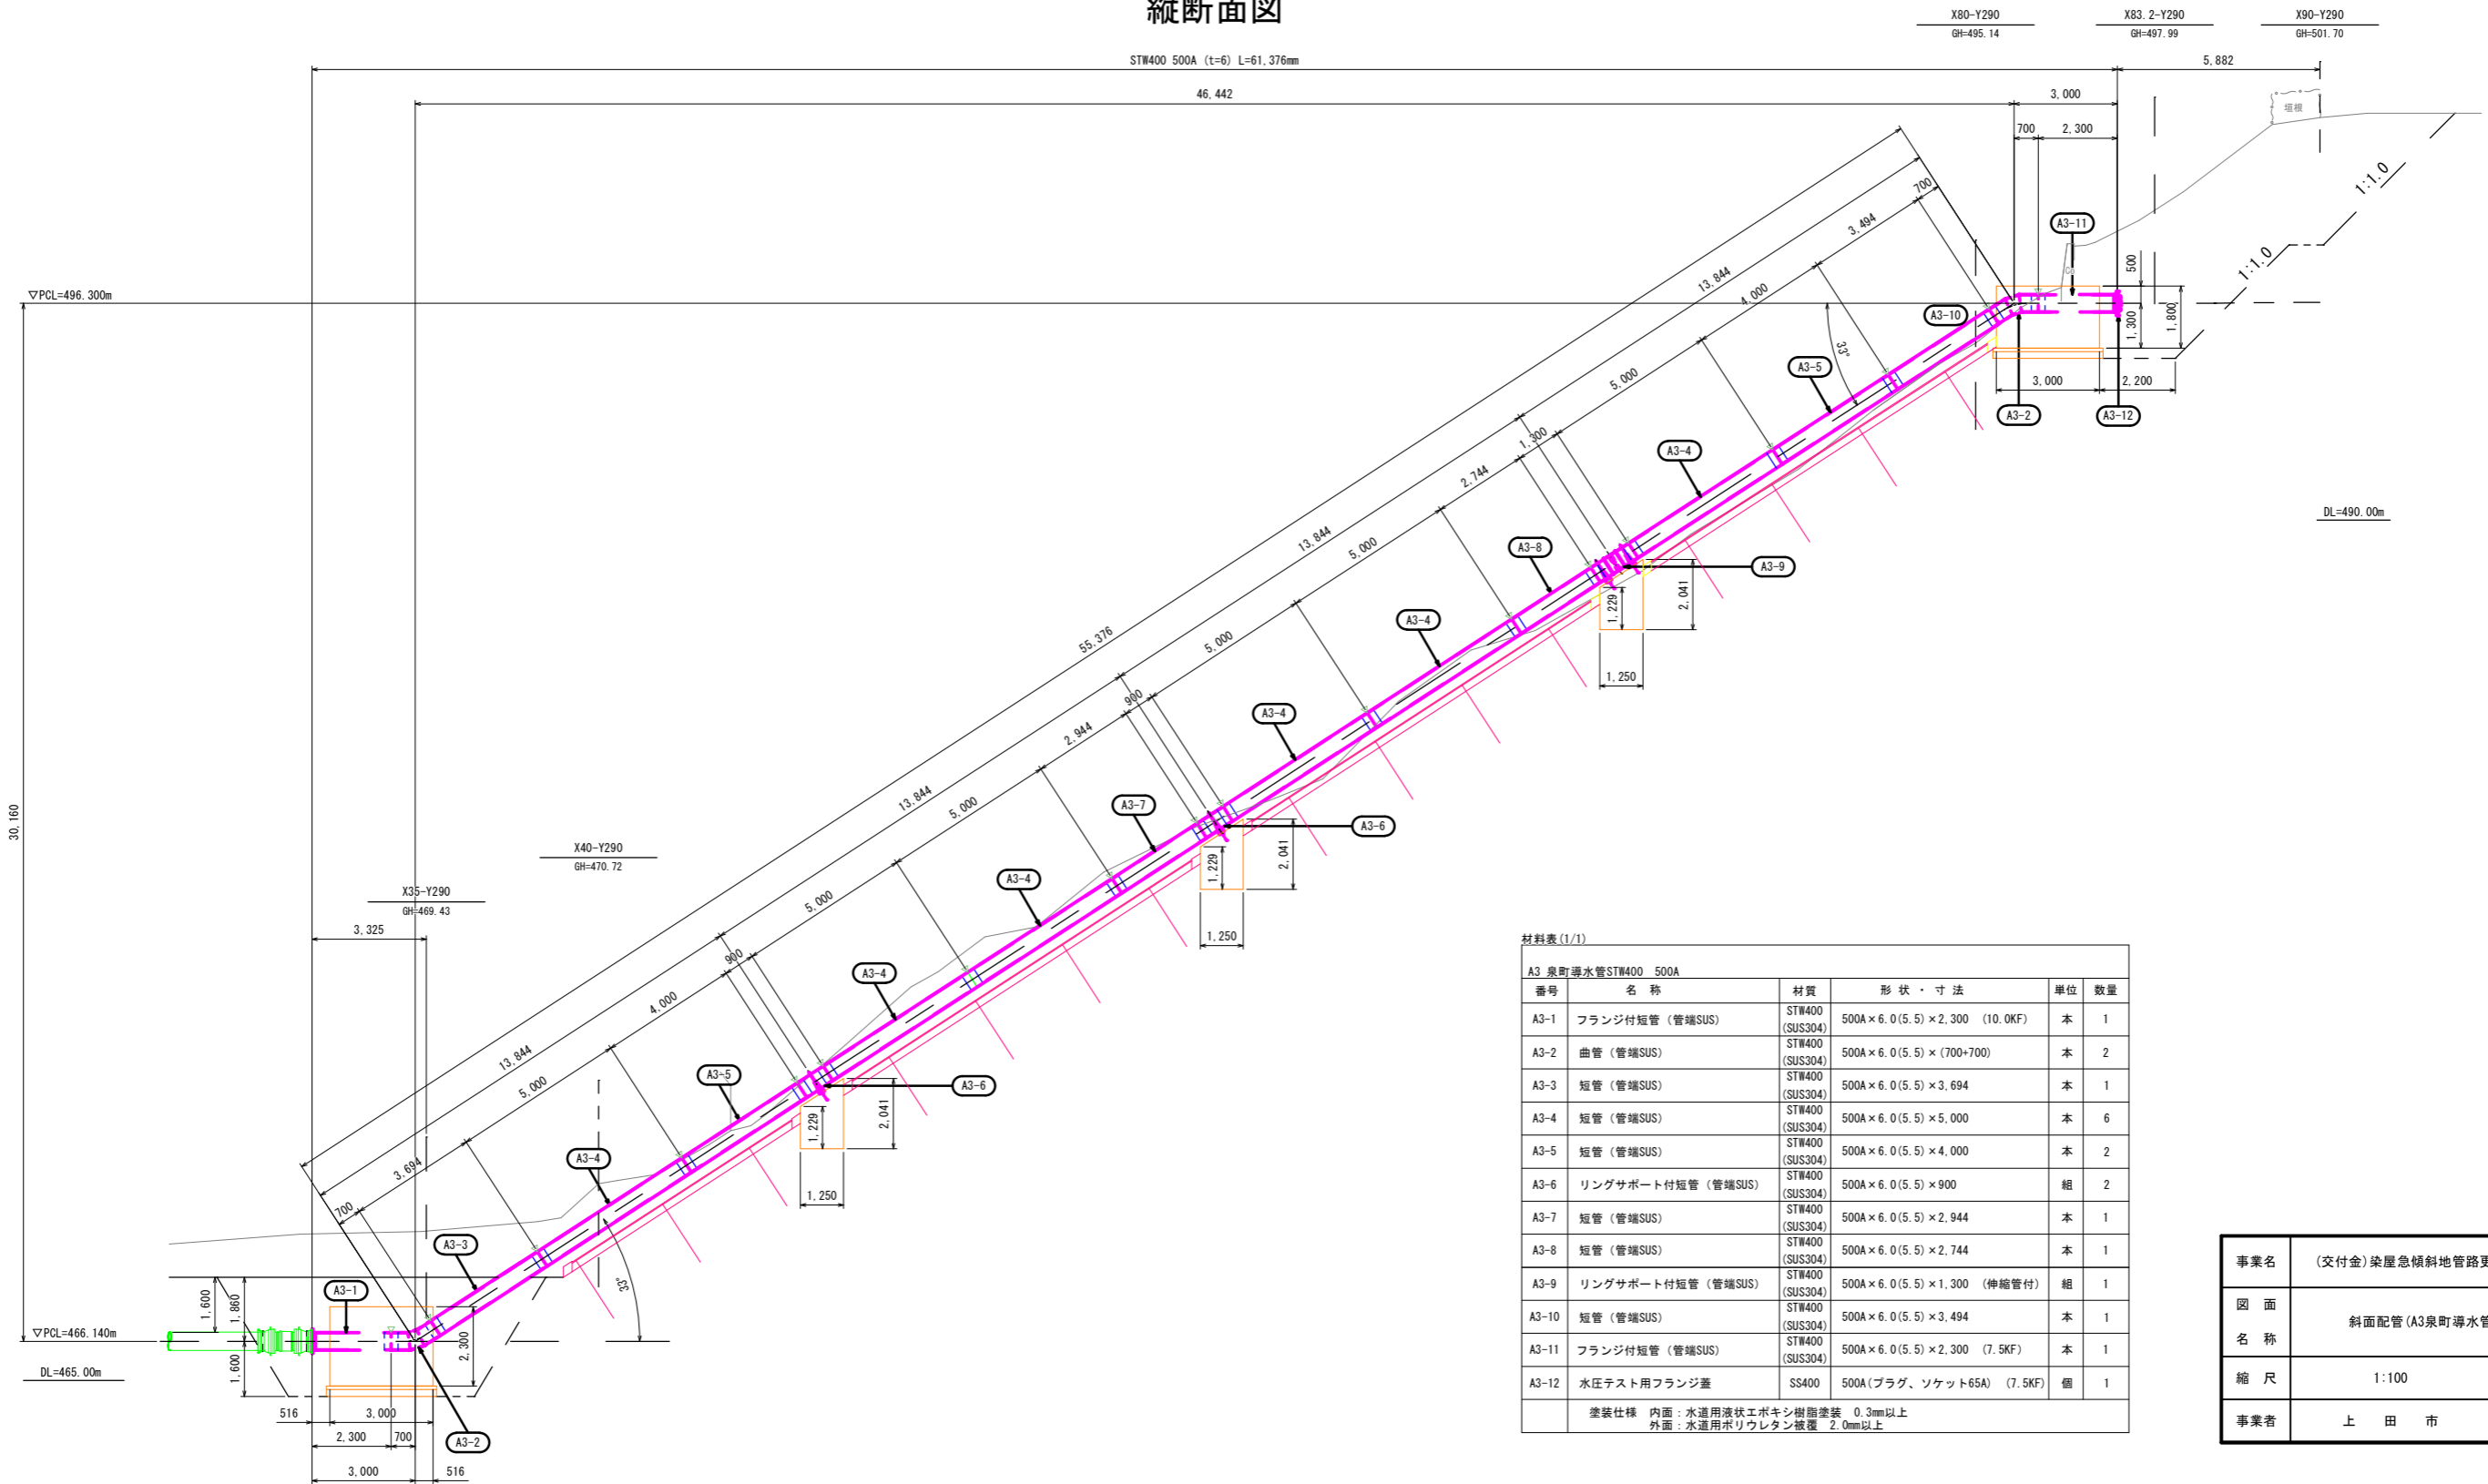 縦断面図
X80-Y290
GH=495.14
X83.2-Y290
GH=497.99
X90-Y290
GH=501.70
STW400 500A (t=6) L=61,376mm
5,882
46,442
3,000
700
2,300
垣根
1:1.0
1:1.0
700
3,494
13,844
4,000
A3-11
Co
500
▽PCL=496.300m
A3-10
1,300
1,800
33°
5,000
A3-5
3,000
2,200
A3-2
A3-12
1,300
2,744
A3-4
DL=490.00m
13,844
5,000
A3-8
A3-9
1,229
2,041
1,250
55,376
5,000
A3-4
900
2,944
A3-4
13,844
5,000
A3-7
A3-6
1,229
2,041
1,250
30,160
X40-Y290
GH=470.72
5,000
A3-4
X35-Y290
GH=469.43
3,325
900
4,000
A3-4
13,844
5,000
A3-5
A3-6
1,229
2,041
1,250
3,694
A3-4
700
33°
A3-3
A3-1
1,600
1,860
2,300
▽PCL=466.140m
1,600
DL=465.00m
516
3,000
2,300
700
A3-2
3,000
516
材料表(1/1)
A3 泉町導水管STW400 500A
番号 名 称 材質 形 状 ・ 寸 法 単位 数量
A3-1 フランジ付短管（管端SUS） STW400 (SUS304) 500A×6.0(5.5)×2,300 (10.0KF) 本 1
A3-2 曲管（管端SUS） STW400 (SUS304) 500A×6.0(5.5)×(700+700) 本 2
A3-3 短管（管端SUS） STW400 (SUS304) 500A×6.0(5.5)×3,694 本 1
A3-4 短管（管端SUS） STW400 (SUS304) 500A×6.0(5.5)×5,000 本 6
A3-5 短管（管端SUS） STW400 (SUS304) 500A×6.0(5.5)×4,000 本 2
A3-6 リングサポート付短管（管端SUS） STW400 (SUS304) 500A×6.0(5.5)×900 組 2
A3-7 短管（管端SUS） STW400 (SUS304) 500A×6.0(5.5)×2,944 本 1
A3-8 短管（管端SUS） STW400 (SUS304) 500A×6.0(5.5)×2,744 本 1
A3-9 リングサポート付短管（管端SUS） STW400 (SUS304) 500A×6.0(5.5)×1,300 (伸縮管付) 組 1
A3-10 短管（管端SUS） STW400 (SUS304) 500A×6.0(5.5)×3,494 本 1
A3-11 フランジ付短管（管端SUS） STW400 (SUS304) 500A×6.0(5.5)×2,300 (7.5KF) 本 1
A3-12 水圧テスト用フランジ蓋 SS400 500A(プラグ、ソケット65A) (7.5KF) 個 1
塗装仕様 内面：水道用液状エポキシ樹脂塗装 0.3mm以上
外面：水道用ポリウレタン被覆 2.0mm以上
事業名 (交付金)染屋急傾斜地管路更
図 面 名 称 斜面配管(A3泉町導水管
縮 尺 1:100
事業者 上 田 市